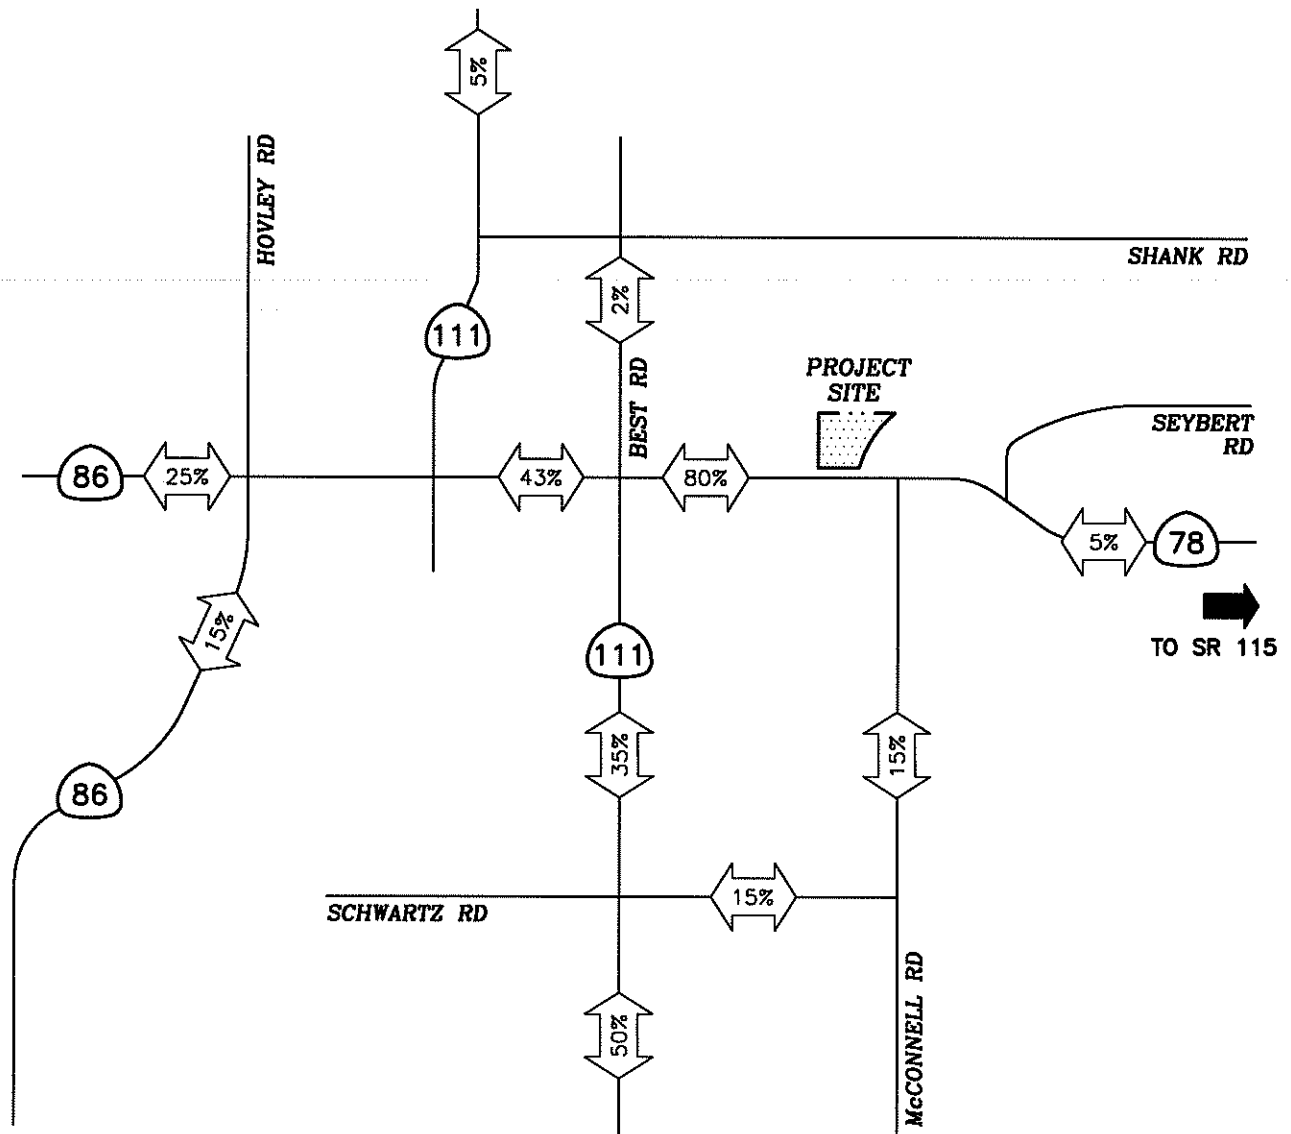 5%
HOVLEY RD
SHANK RD
2%
111
BEST RD
PROJECT
SITE
SEYBERT
RD
86
25%
43%
80%
5%
78
TO SR 115
15%
111
86
35%
15%
SCHWARTZ RD
15%
McCONNELL RD
50%